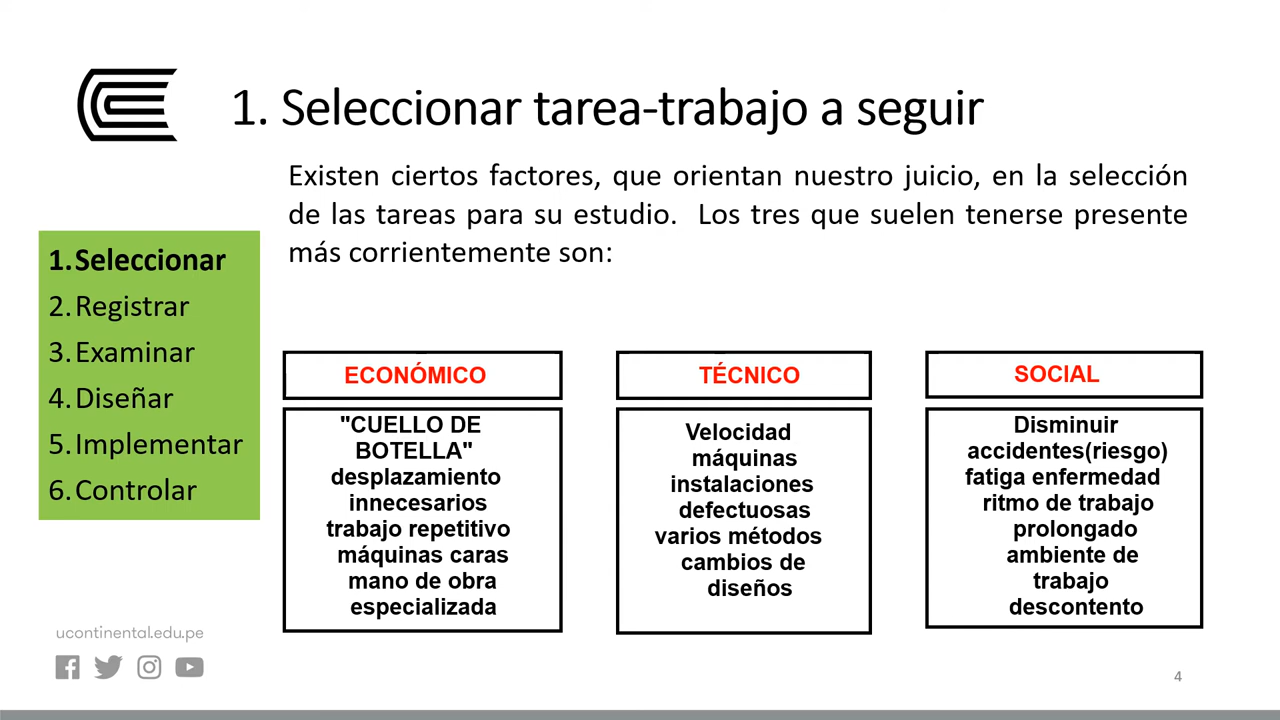 1. Seleccionar tarea-trabajo a seguir
Existen ciertos factores, que orientan nuestro juicio, en la selección
de las tareas para su estudio. Los tres que suelen tenerse presente
más corrientemente son:
1. Seleccionar
2. Registrar
3. Examinar
4. Diseñar
5. Implementar
6. Controlar
ECONÓMICO
"CUELLO DE
BOTELLA"
desplazamiento
innecesarios
trabajo repetitivo
máquinas caras
mano de obra
especializada
TÉCNICO
Velocidad
máquinas
instalaciones
defectuosas
varios métodos
cambios de
diseños
SOCIAL
Disminuir
accidentes(riesgo)
fatiga enfermedad
ritmo de trabajo
prolongado
ambiente de
trabajo
descontento
ucontinental.edu.pe
4